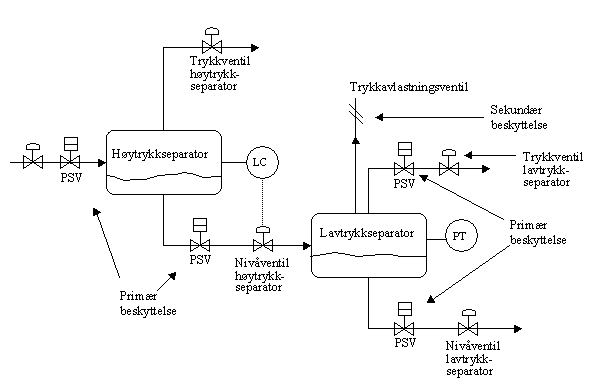 Trykkventil
høytrykk-
separator
Trykkavlastningsventil
Sekundær
beskyttelse
Høytrykkseparator
LC
PSV
PSV
Trykkventil
lavtrykk-
separator
Lavtrykkseparator
PT
Primær
beskyttelse
PSV
Nivåventil
høytrykk-
separator
Primær
beskyttelse
PSV
Nivåventil
lavtrykk-
separator